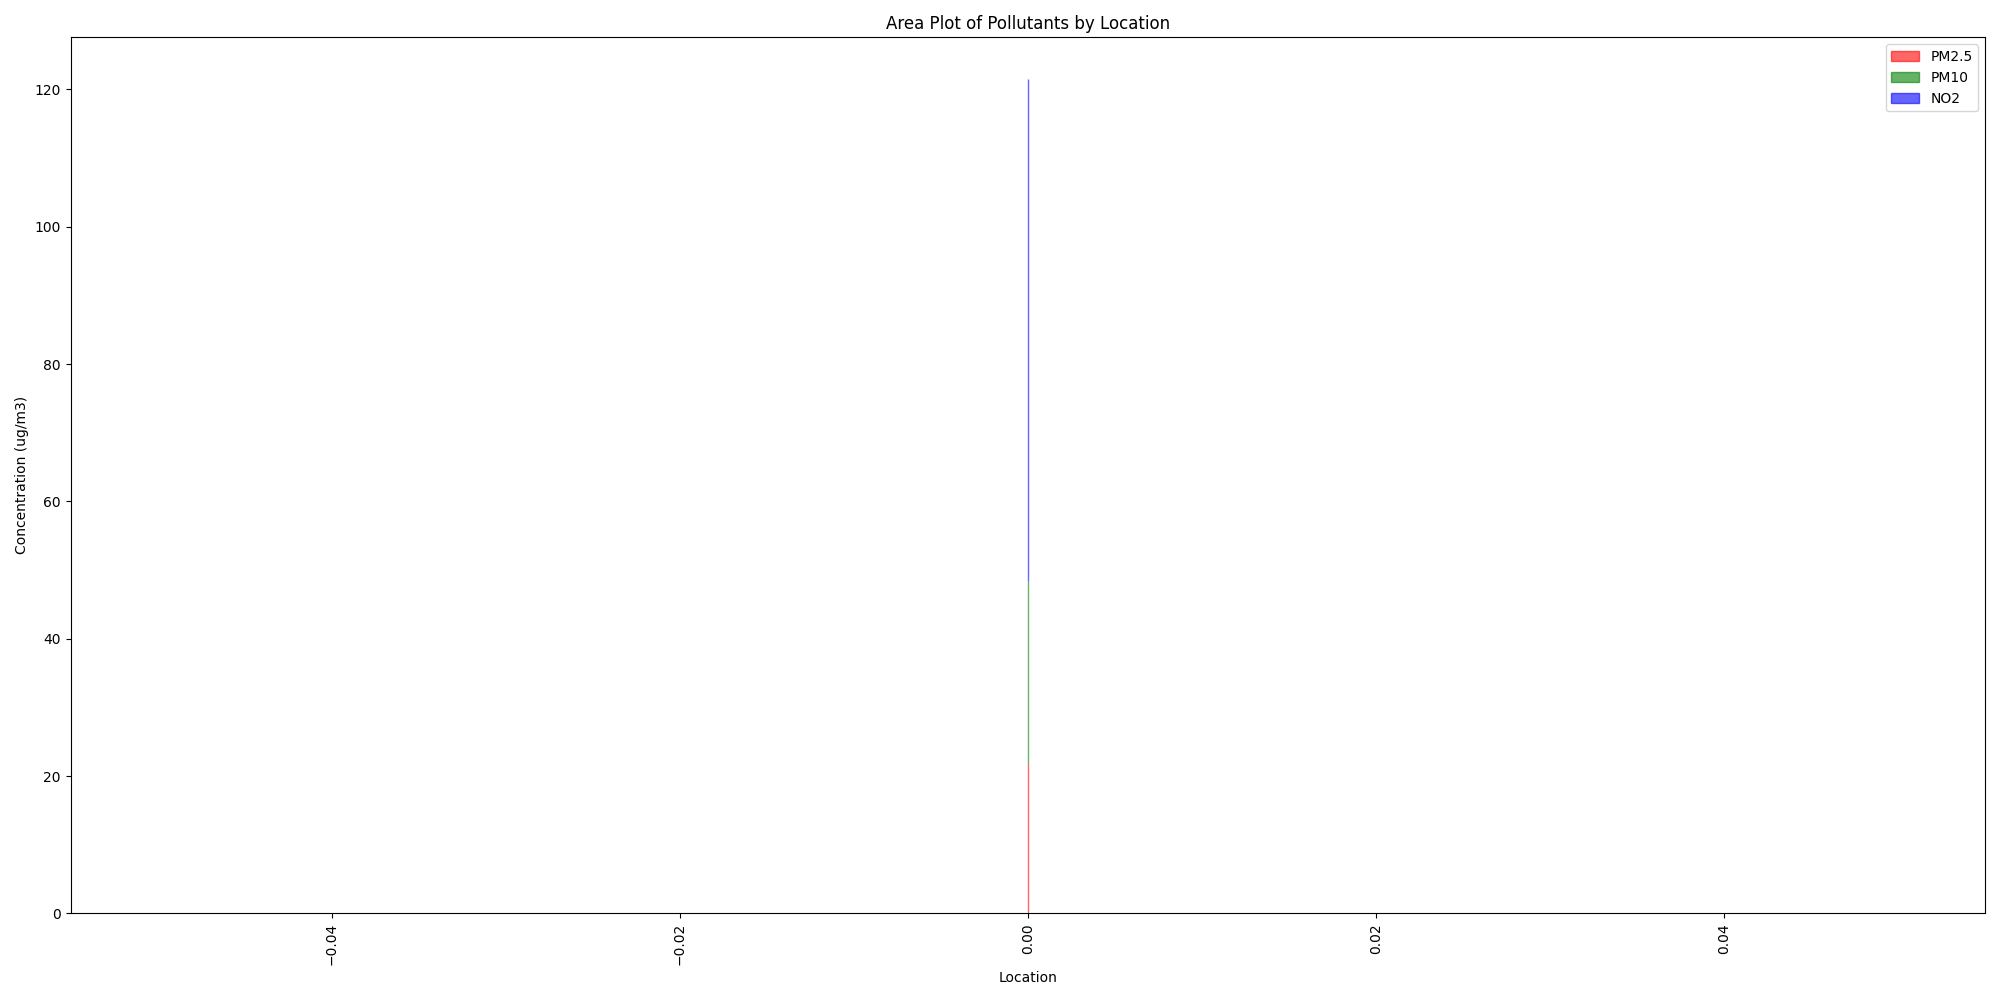 Area Plot of Pollutants by Location
PM2.5
PM10
NO2
120
100
80
60
40
20
0
Concentration (ug/m3)
−0.04
−0.02
0.00
0.02
0.04
Location